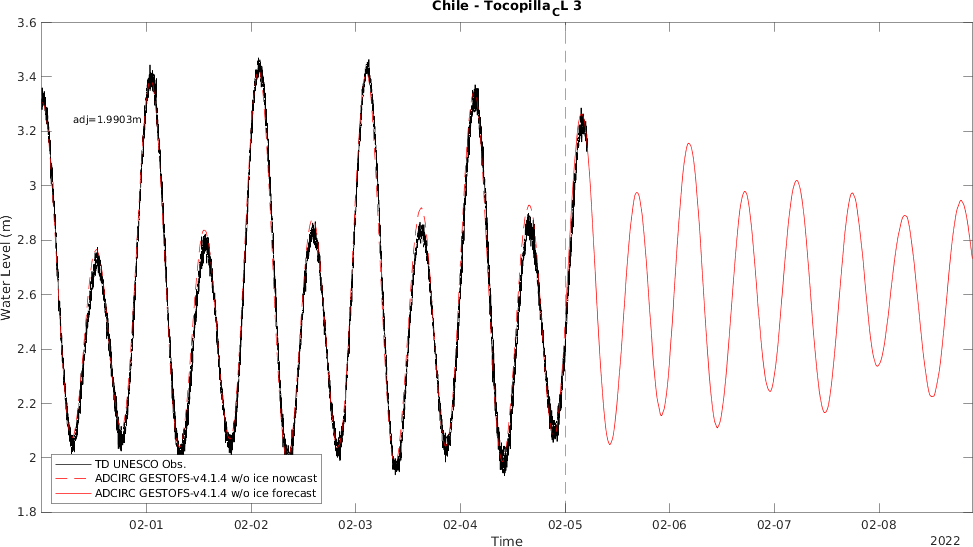 Chile - Tocopilla_CL 3
3.6
3.4
3.2
3
2.8
2.6
2.4
2.2
2
1.8
Water Level (m)
adj=1.9903m
TD UNESCO Obs.
ADCIRC GESTOFS-v4.1.4 w/o ice nowcast
ADCIRC GESTOFS-v4.1.4 w/o ice forecast
02-01 02-02 02-03 02-04 02-05 02-06 02-07 02-08
Time
2022